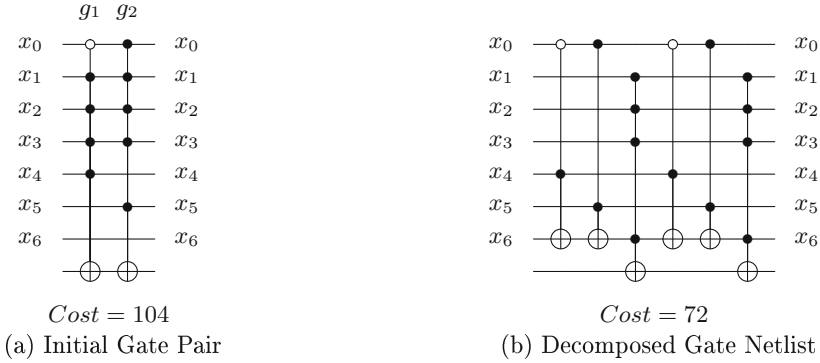 g₁ g₂
x₀ x₀ x₀ x₀
x₁ x₁ x₁ x₁
x₂ x₂ x₂ x₂
x₃ x₃ x₃ x₃
x₄ x₄ x₄ x₄
x₅ x₅ x₅ x₅
x₆ x₆ x₆ x₆
Cost = 104 Cost = 72
(a) Initial Gate Pair (b) Decomposed Gate Netlist